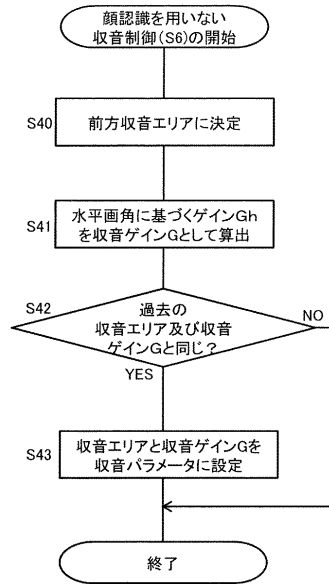 顔認識を用いない
収音制御(S6)の開始
S40
前方収音エリアに決定
S41
水平画角に基づくゲインGh
を収音ゲインGとして算出
S42
過去の
収音エリア及び収音
ゲインGと同じ？
NO
YES
S43
収音エリアと収音ゲインGを
収音パラメータに設定
終了